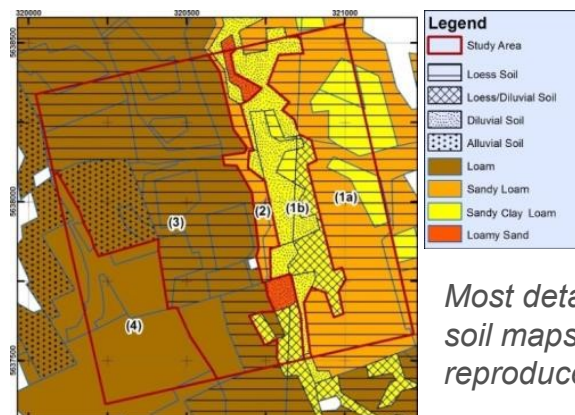 320000
320500
321000
5638500
5638000
5637500
(1a)
(1b)
(2)
(3)
(4)
Legend
Study Area
Loess Soil
Loess/Diluvial Soil
Diluvial Soil
Alluvial Soil
Loam
Sandy Loam
Sandy Clay Loam
Loamy Sand
Most deta
soil maps
reproduce